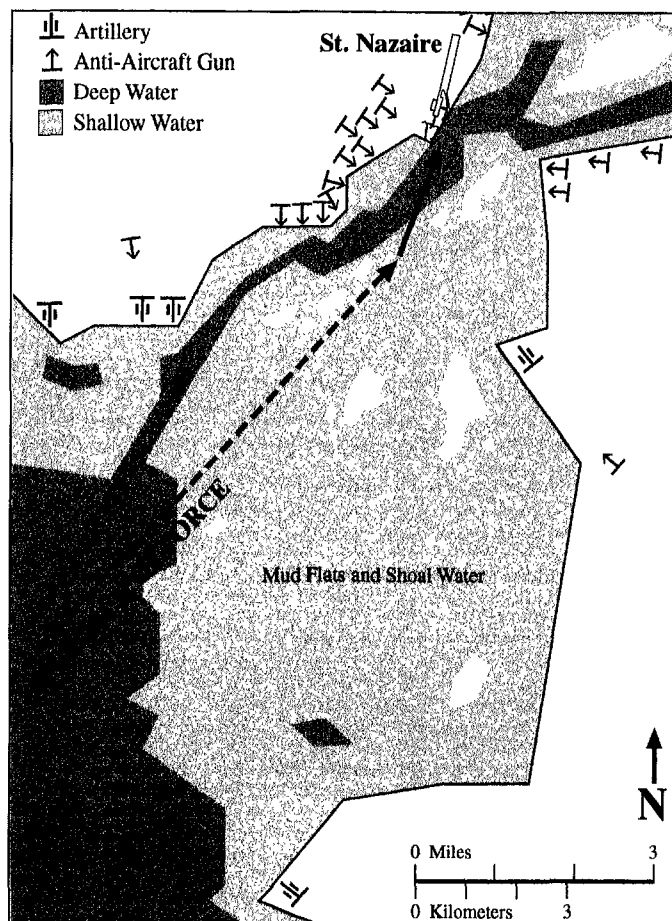 Artillery
Anti-Aircraft Gun
Deep Water
Shallow Water
St. Nazaire
ORCE
Mud Flats and Shoal Water
N
0 Miles 3
0 Kilometers 3